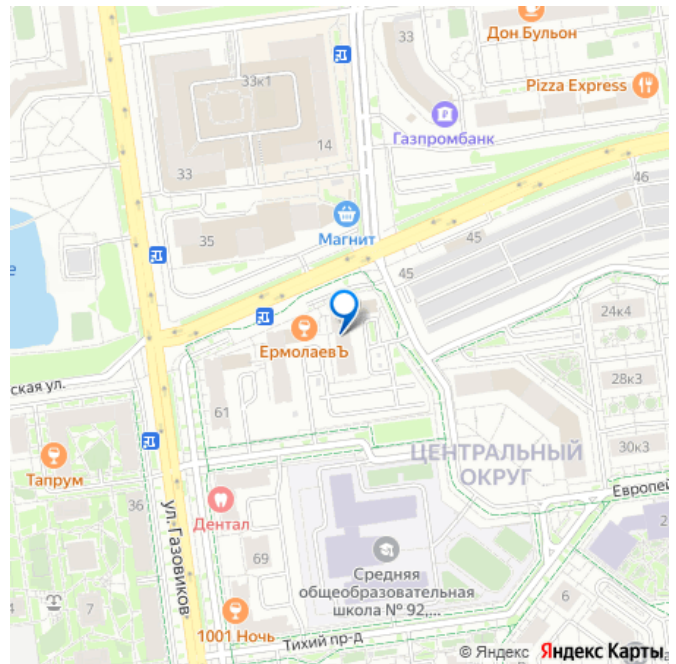 33
Дон Бульон
33к1
Pizza Express
Газпромбанк
14
33
46
35
Магнит
45
45
е
24к4
ЕрмолаевЪ
ская ул.
28к3
61
ЦЕНТРАЛЬНЫЙ
ОКРУГ
30к3
Тапрум
Европей
36
ул. Газовиков
Дентал
26
69
Средняя
общеобразовательная
школа № 92,...
7
6
1001 Ночь
Тихий пр-д
© Яндекс Яндекс Карты